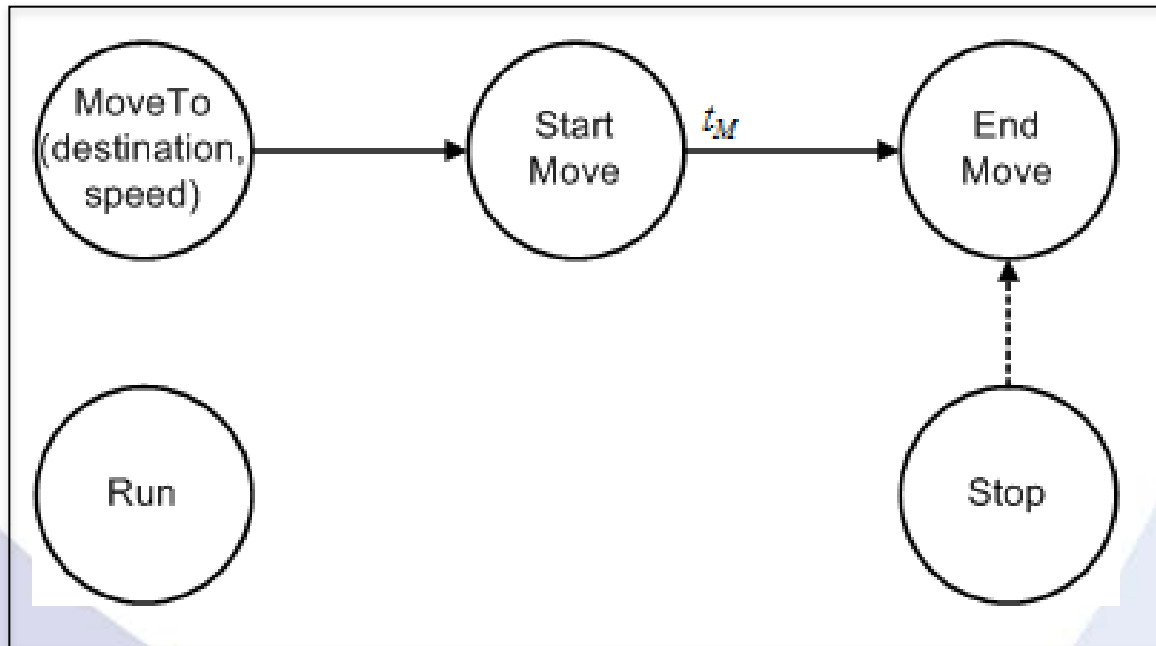 MoveTo
(destination,
speed)
Start
Move
t_M
End
Move
Run
Stop